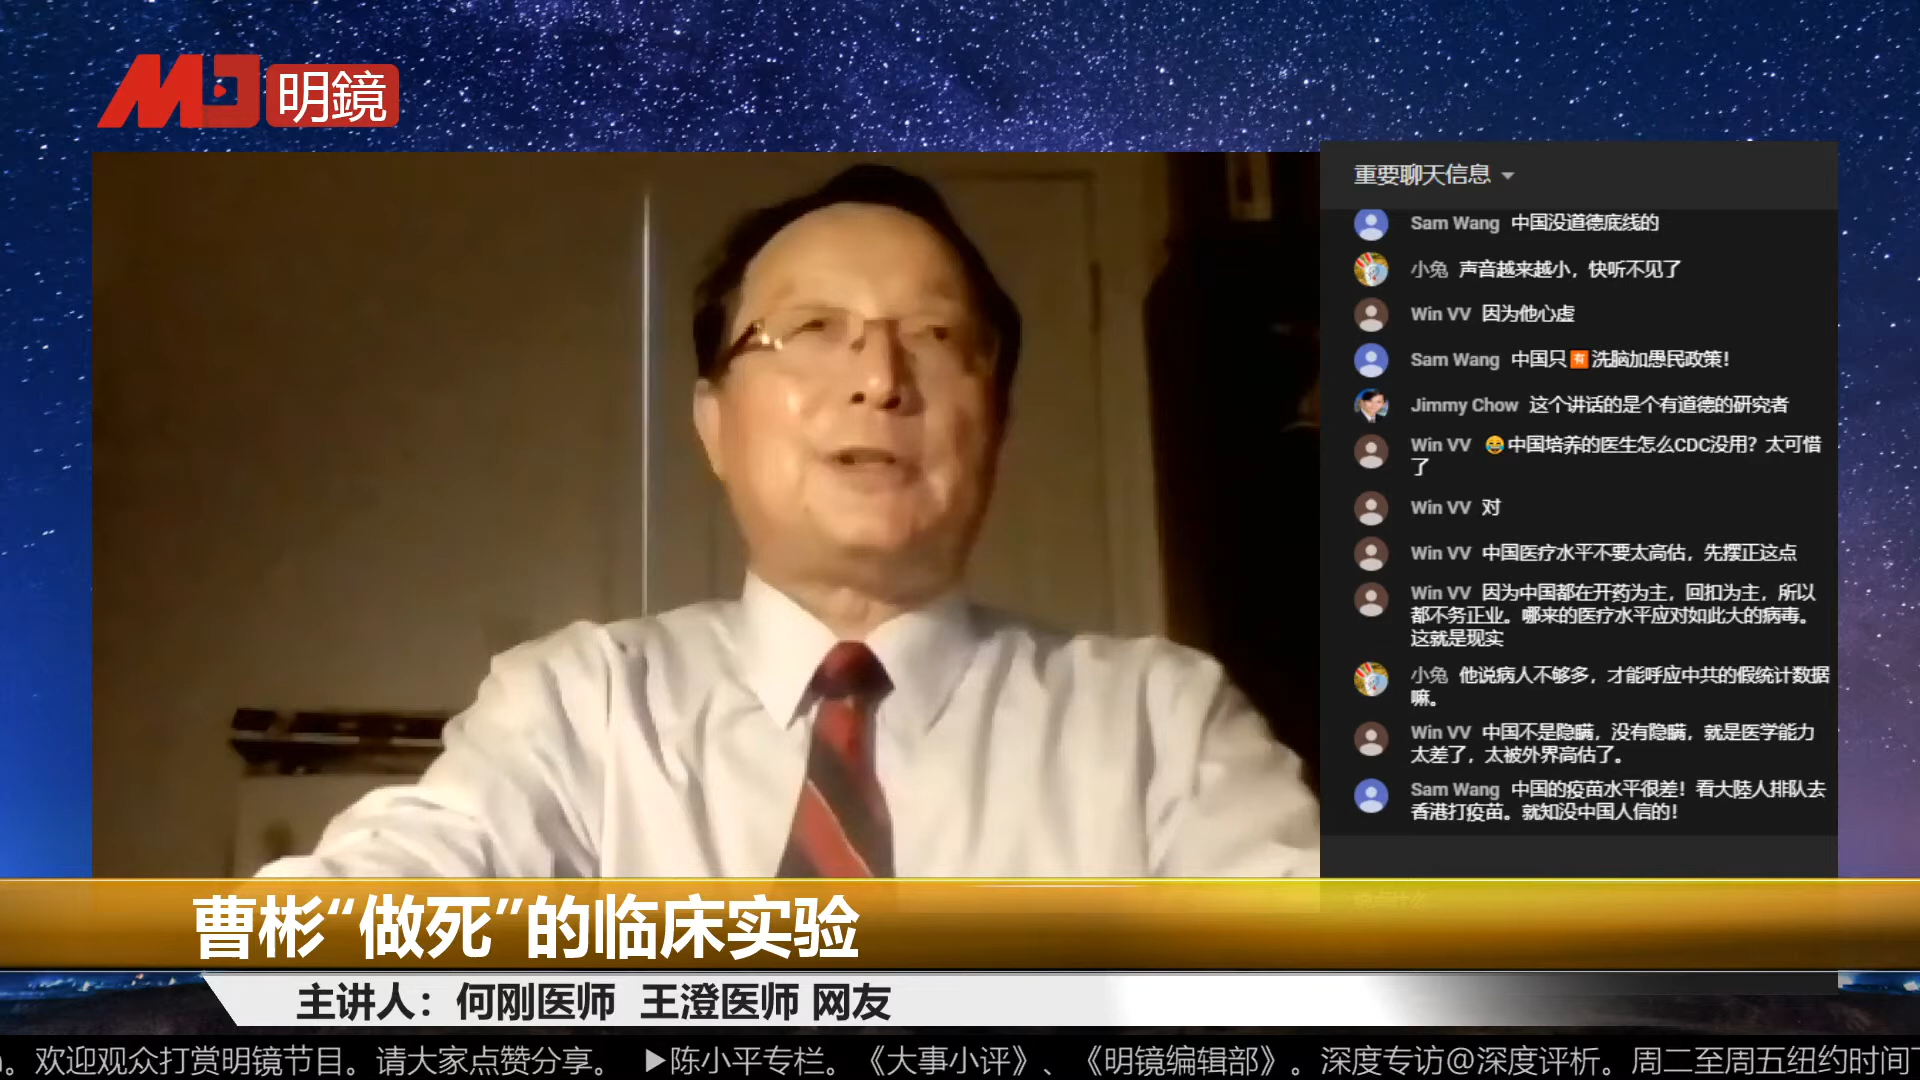 明鏡
重要聊天信息
Sam Wang 中国没道德底线的
小兔 声音越来越小，快听不见了
Win VV 因为他心虚
Sam Wang 中国只🈶洗脑加愚民政策！
Jimmy Chow 这个讲话的是个有道德的研究者
Win VV 😂中国培养的医生怎么CDC没用？太可惜
了
Win VV 对
Win VV 中国医疗水平不要太高估，先摆正这点
Win VV 因为中国都在开药为主，回扣为主，所以
都不务正业。哪来的医疗水平应对如此大的病毒。
这就是现实
小兔 他说病人不够多，才能呼应中共的假统计数据
嘛。
Win VV 中国不是隐瞒，没有隐瞒，就是医学能力
太差了，太被外界高估了。
Sam Wang 中国的疫苗水平很差！看大陸人排队去
香港打疫苗。就知没中国人信的！
曹彬“做死”的临床实验
主讲人：何刚医师 王澄医师 网友
。欢迎观众打赏明镜节目。请大家点赞分享。 ▶陈小平专栏。《大事小评》、《明镜编辑部》。深度专访@深度评析。周二至周五纽约时间